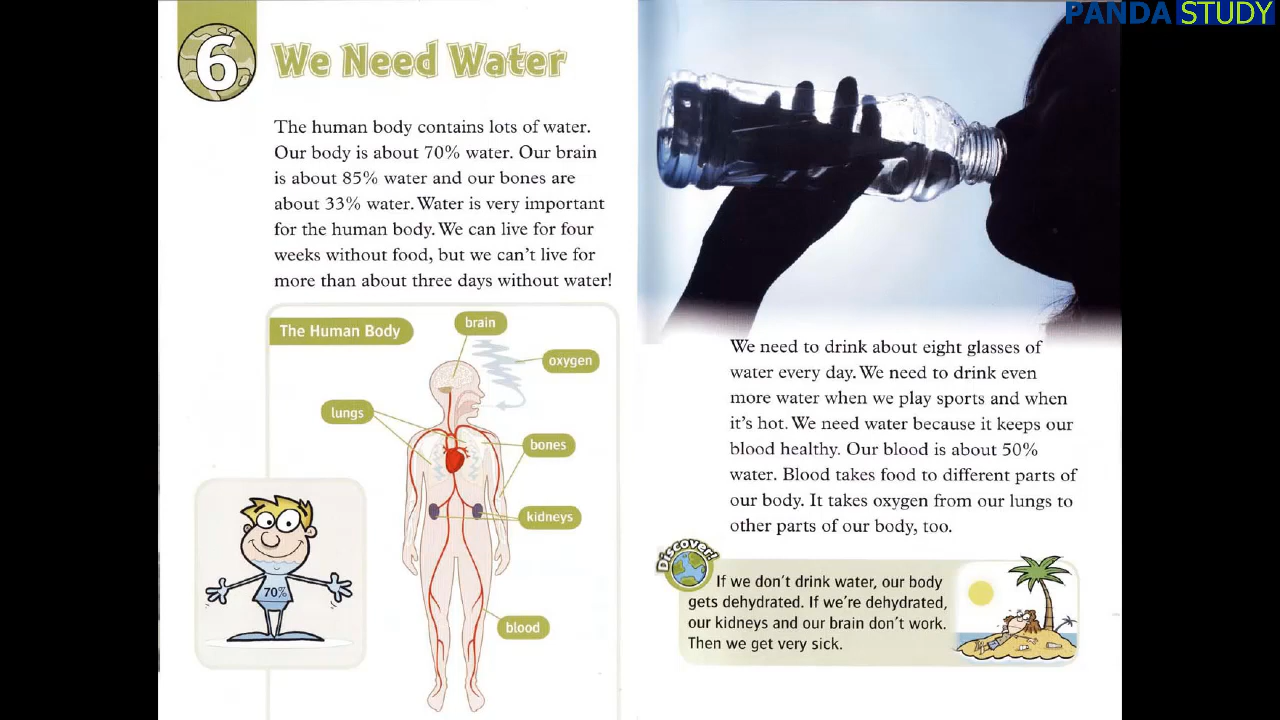 PANDA STUDY
6
We Need Water
The human body contains lots of water.
Our body is about 70% water. Our brain
is about 85% water and our bones are
about 33% water. Water is very important
for the human body. We can live for four
weeks without food, but we can't live for
more than about three days without water!
The Human Body
brain
oxygen
lungs
bones
kidneys
blood
70%
We need to drink about eight glasses of
water every day. We need to drink even
more water when we play sports and when
it's hot. We need water because it keeps our
blood healthy. Our blood is about 50%
water. Blood takes food to different parts of
our body. It takes oxygen from our lungs to
other parts of our body, too.
Discover!
If we don't drink water, our body
gets dehydrated. If we're dehydrated,
our kidneys and our brain don't work.
Then we get very sick.